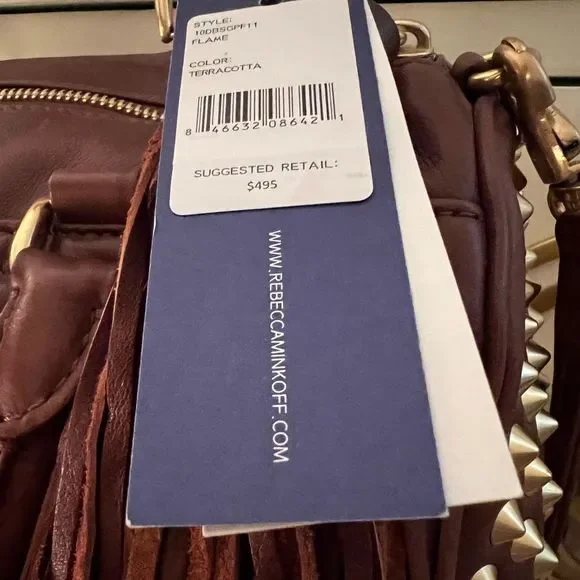 STYLE:
10DBSGPF11
FLAME
COLOR:
TERRACOTTA
8 46632 08642 1
SUGGESTED RETAIL:
$495
WWW.REBECCAMINKOFF.COM